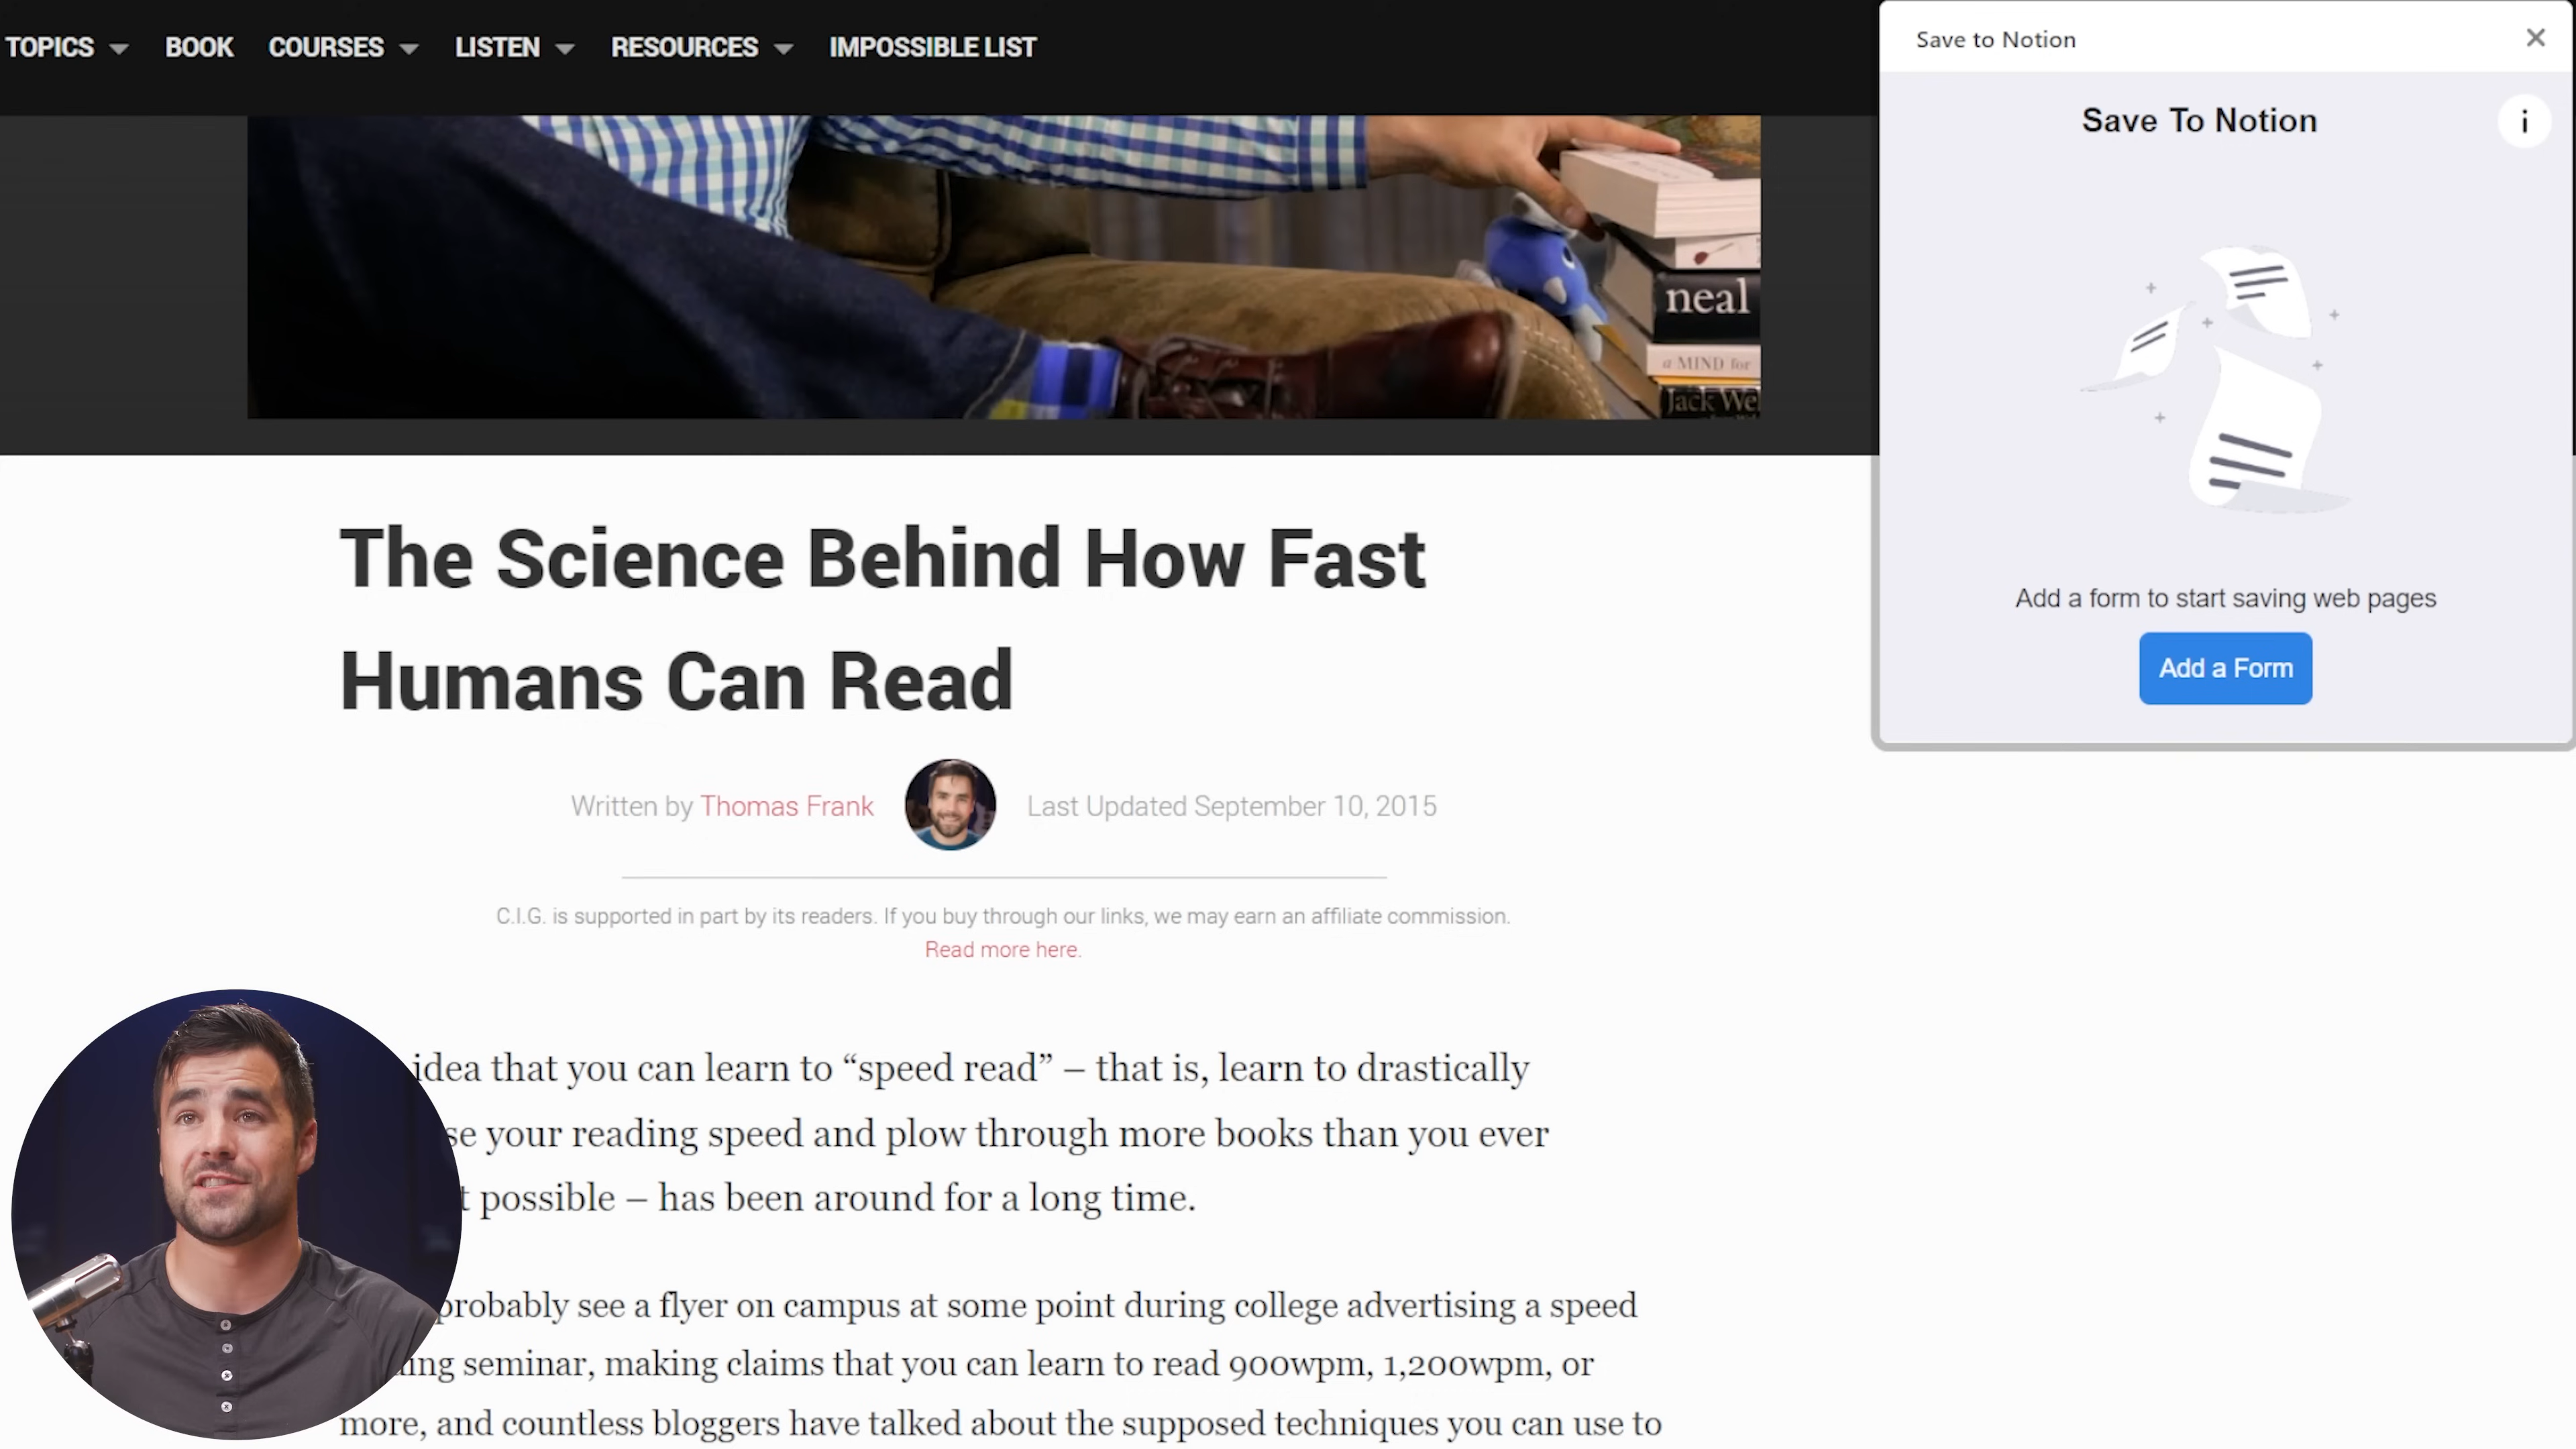 TOPICS BOOK COURSES LISTEN RESOURCES IMPOSSIBLE LIST
Save to Notion
Save To Notion
i
neal
a MIND for
Jack
Add a form to start saving web pages
Add a Form
The Science Behind How Fast
Humans Can Read
Written by Thomas Frank Last Updated September 10, 2015
C.I.G. is supported in part by its readers. If you buy through our links, we may earn an affiliate commission.
Read more here.
idea that you can learn to “speed read” – that is, learn to drastically
se your reading speed and plow through more books than you ever
t possible – has been around for a long time.
probably see a flyer on campus at some point during college advertising a speed
ing seminar, making claims that you can learn to read 900wpm, 1,200wpm, or
more, and countless bloggers have talked about the supposed techniques you can use to